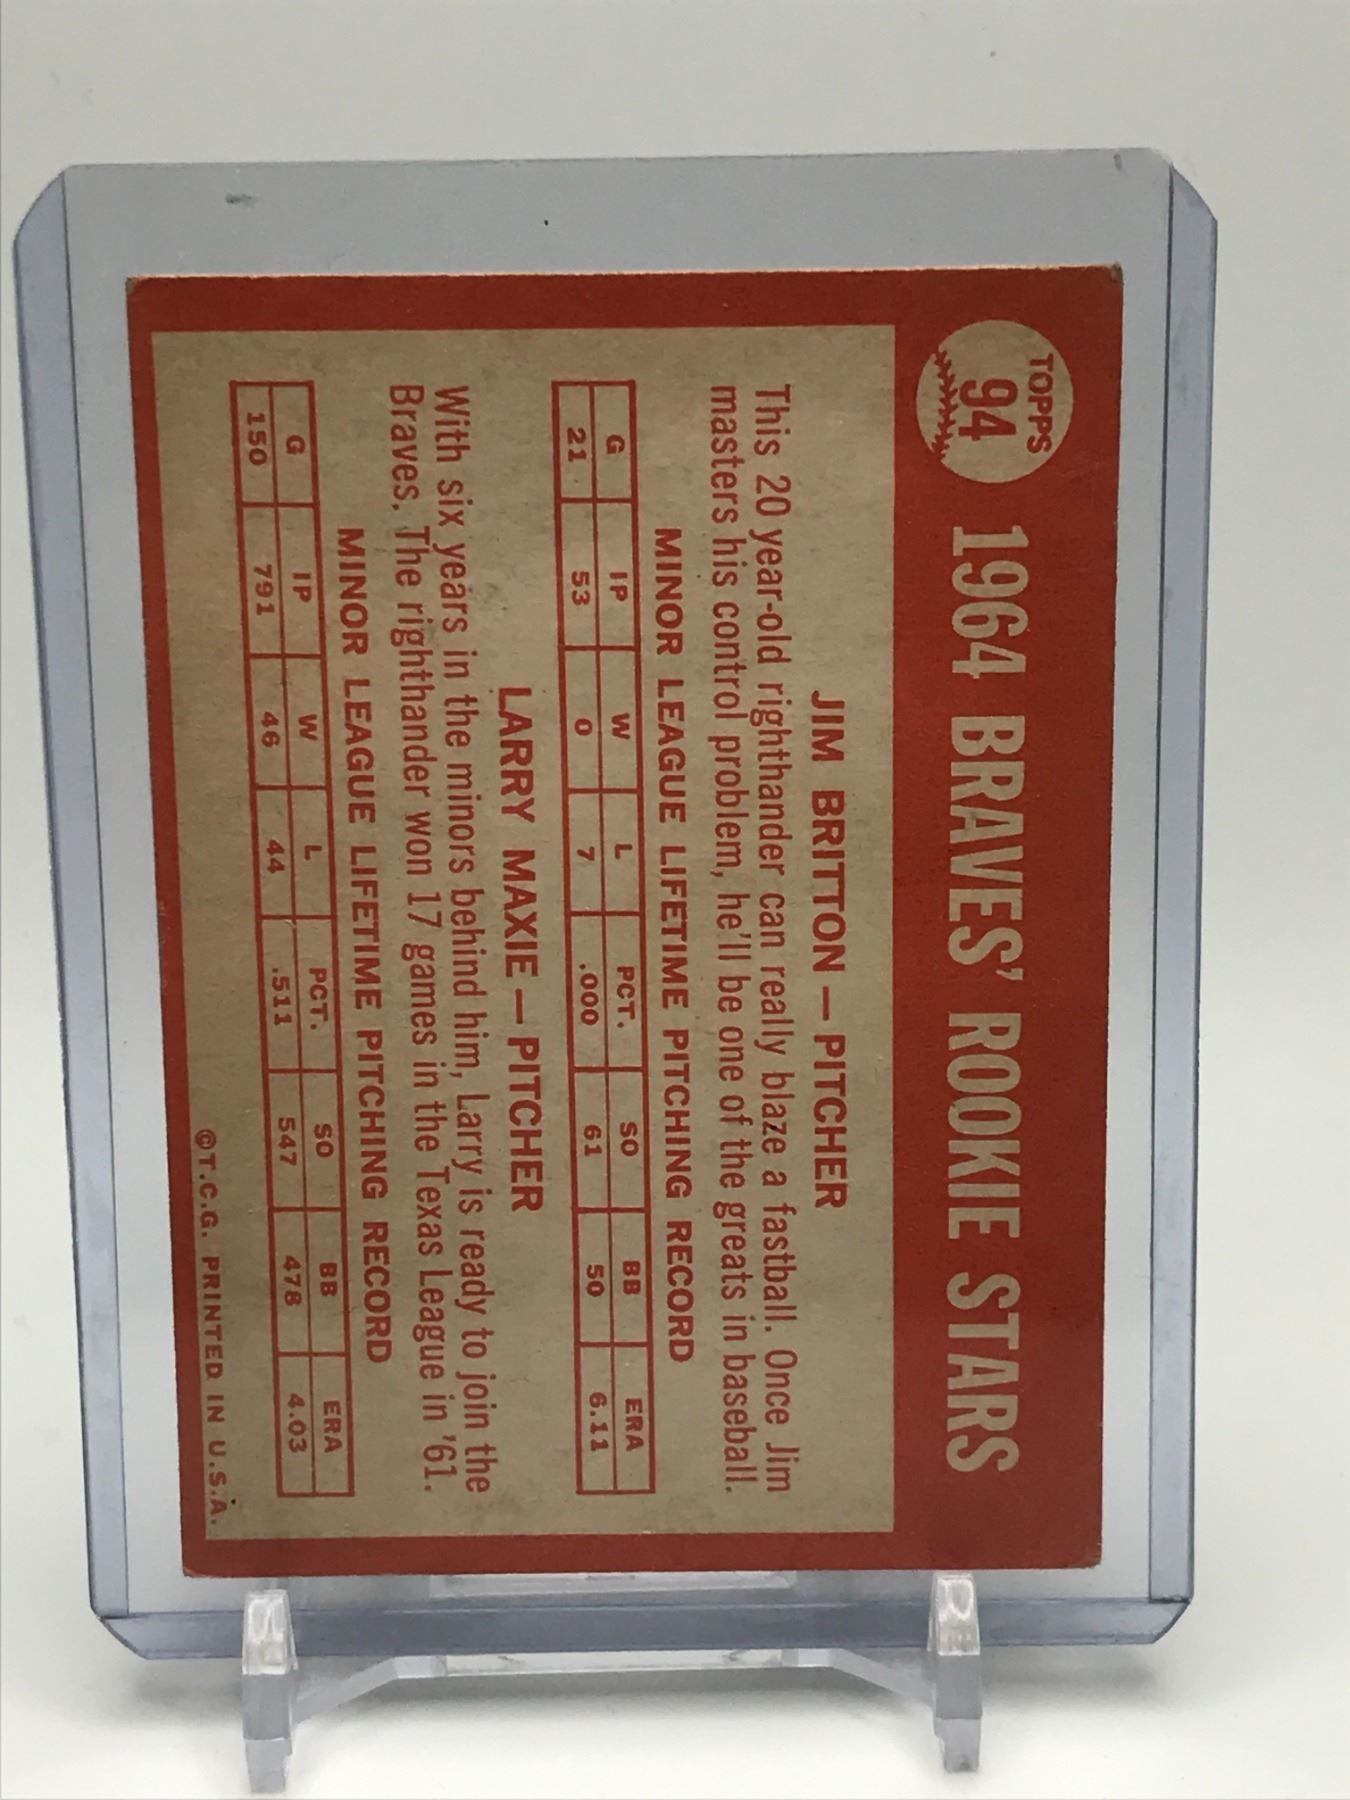 TOPPS
94
1964 BRAVES' ROOKIE STARS
JIM BRITTON — PITCHER
This 20 year-old righthander can really blaze a fastball. Once Jim
masters his control problem, he'll be one of the greats in baseball.
MINOR LEAGUE LIFETIME PITCHING RECORD
G IP W L PCT. SO BB ERA
21 53 0 7 .000 61 50 6.11
LARRY MAXIE — PITCHER
With six years in the minors behind him, Larry is ready to join the
Braves. The righthander won 17 games in the Texas League in '61.
MINOR LEAGUE LIFETIME PITCHING RECORD
G IP W L PCT. SO BB ERA
150 791 46 44 .511 547 478 4.03
©T.C.G. PRINTED IN U.S.A.